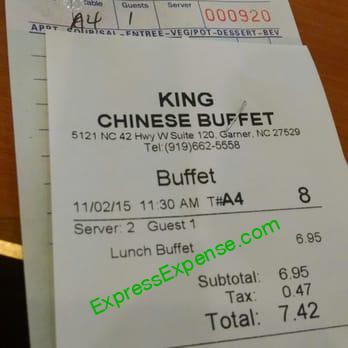 Table Guests Server
A4 1 000920
APPT-SOUP/SAL-ENTREE-VEG/POT-DESSERT-BEV
KING
CHINESE BUFFET
5121 NC 42 Hwy W Suite 120, Garner, NC 27529
Tel:(919)662-5558
Buffet
11/02/15 11:30 AM T#A4 8
Server: 2 Guest 1
Lunch Buffet 6.95
ExpressExpense.com
Subtotal: 6.95
Tax: 0.47
Total: 7.42